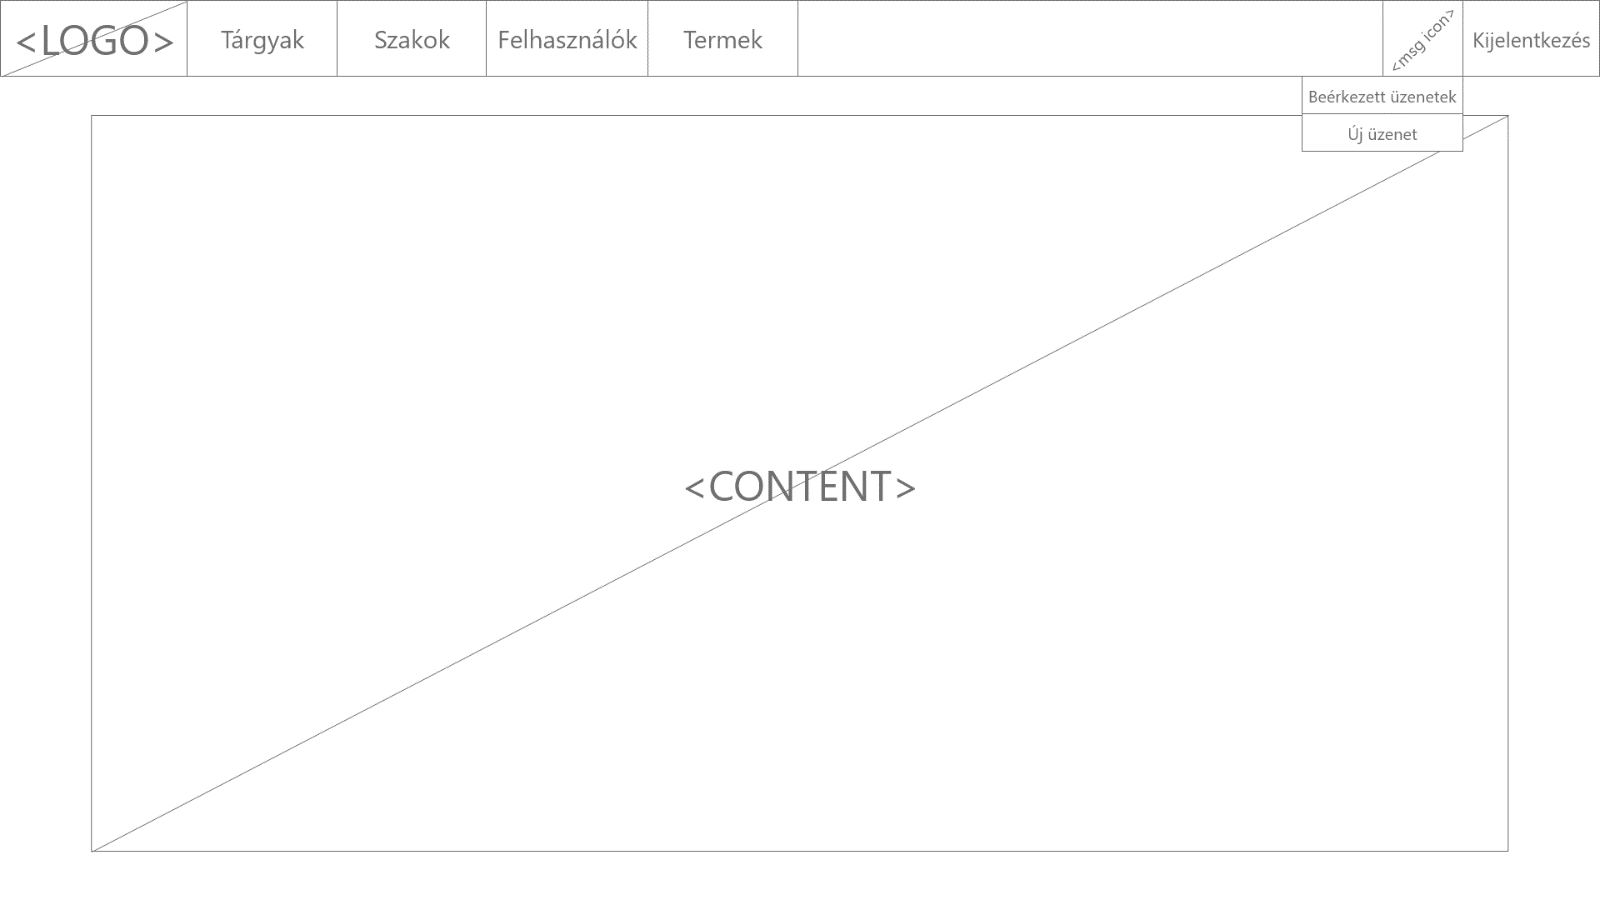 <LOGO>
Tárgyak
Szakok
Felhasználók
Termek
<msg icon>
Kijelentkezés
Beérkezett üzenetek
Új üzenet
<CONTENT>